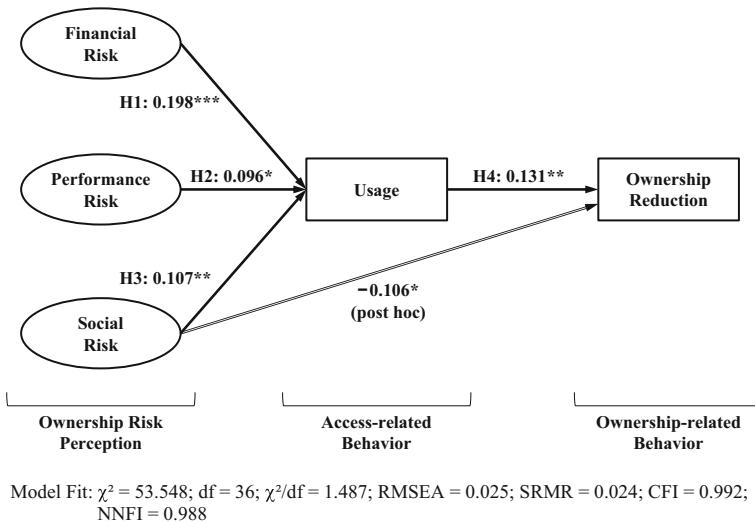 Financial
Risk
H1: 0.198***
Performance
Risk
H2: 0.096*
Usage
H4: 0.131**
Ownership
Reduction
H3: 0.107**
−0.106*
(post hoc)
Social
Risk
Ownership Risk
Perception
Access-related
Behavior
Ownership-related
Behavior
Model Fit: χ² = 53.548; df = 36; χ²/df = 1.487; RMSEA = 0.025; SRMR = 0.024; CFI = 0.992;
NNFI = 0.988